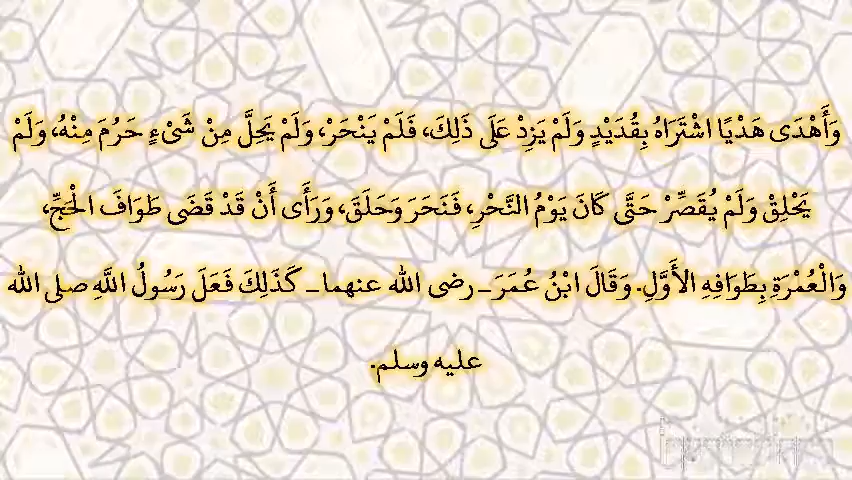 وَأَهْدَى هَدْيًا اشْتَرَاهُ بِقُدَيْدٍ وَلَمْ يَزِدْ عَلَى ذَلِكَ، فَلَمْ يَنْحَرْ، وَلَمْ يَحِلَّ مِنْ شَىْءٍ حَرُمَ مِنْهُ، وَلَمْ
يَحْلِقْ وَلَمْ يُقَصِّرْ حَتَّى كَانَ يَوْمُ النَّحْرِ، فَنَحَرَ وَحَلَقَ، وَرَأَى أَنْ قَدْ قَضَى طَوَافَ الْحَجِّ،
وَالْعُمْرَةِ بِطَوَافِهِ الأَوَّلِ. وَقَالَ ابْنُ عُمَرَ ـ رضى الله عنهما ـ كَذَلِكَ فَعَلَ رَسُولُ اللَّهِ صلى الله
عليه وسلم.